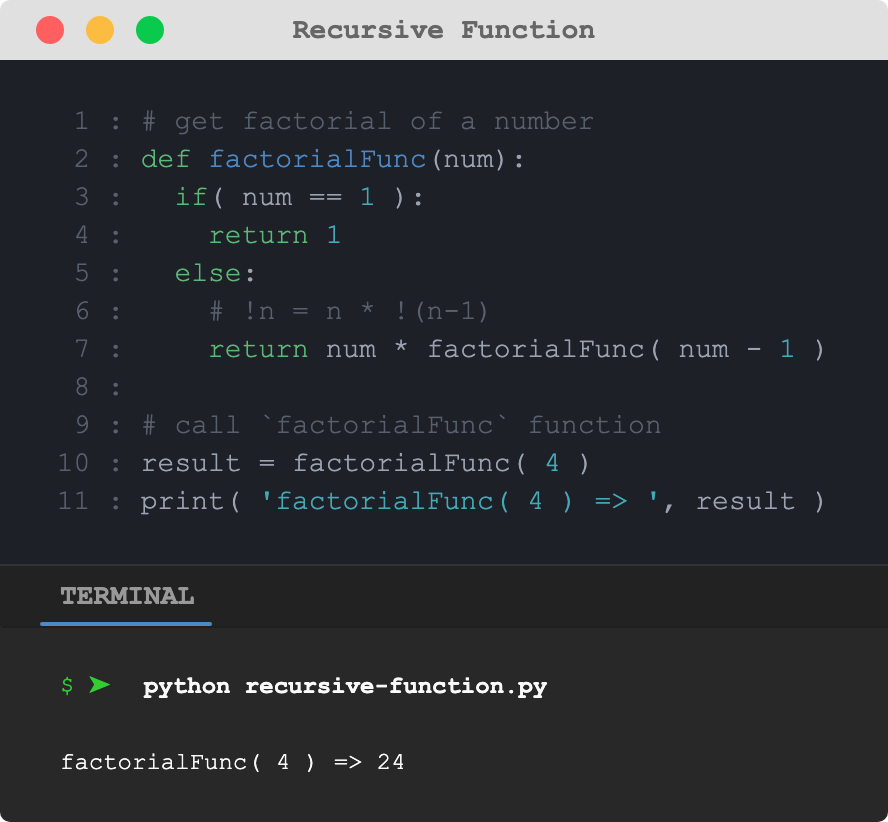 Recursive Function
1 : # get factorial of a number
2 : def factorialFunc(num):
3 :   if( num == 1 ):
4 :     return 1
5 :   else:
6 :     # !n = n * !(n-1)
7 :     return num * factorialFunc( num - 1 )
8 :
9 : # call `factorialFunc` function
10 : result = factorialFunc( 4 )
11 : print( 'factorialFunc( 4 ) => ', result )
TERMINAL
$ ➤ python recursive-function.py
factorialFunc( 4 ) => 24